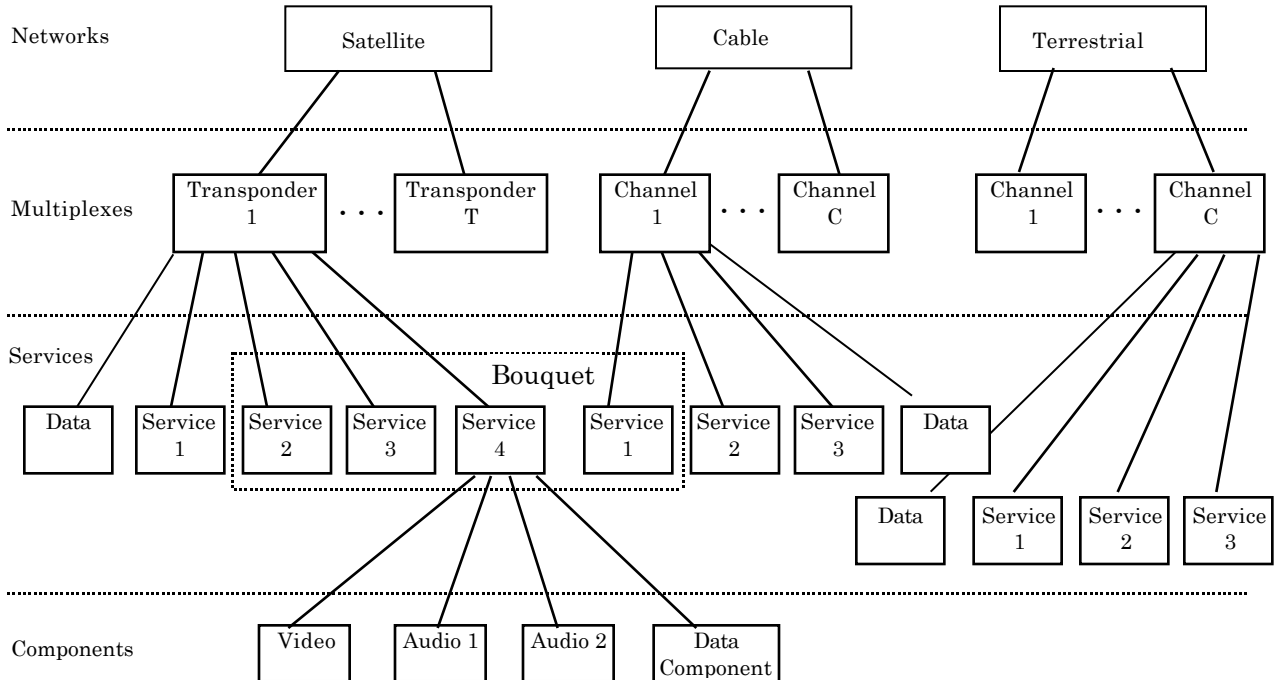 Networks
Satellite
Cable
Terrestrial
Multiplexes
Transponder
1
. . .
Transponder
T
Channel
1
. . .
Channel
C
Channel
1
. . .
Channel
C
Services
Bouquet
Data
Service
1
Service
2
Service
3
Service
4
Service
1
Service
2
Service
3
Data
Data
Service
1
Service
2
Service
3
Components
Video
Audio 1
Audio 2
Data
Component